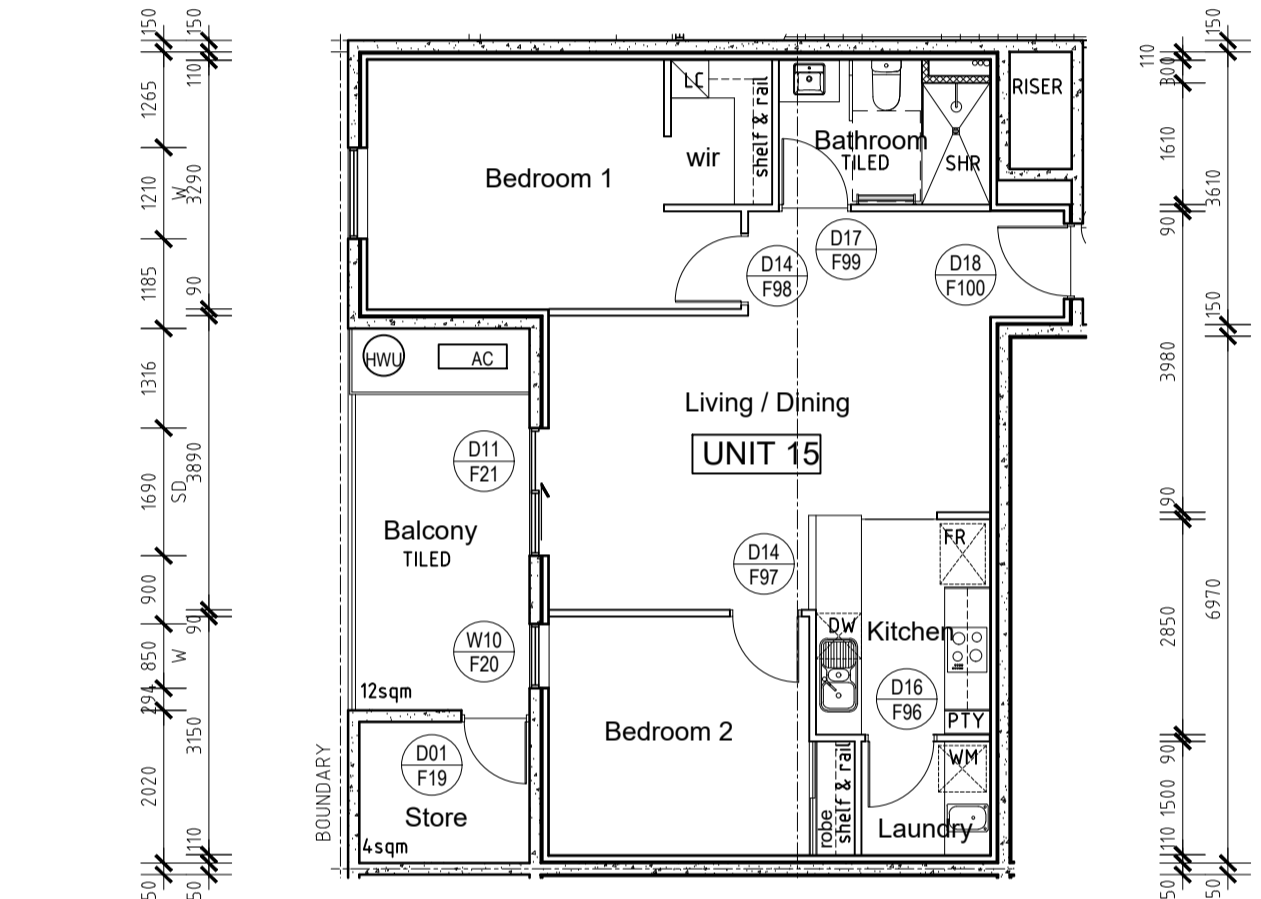 150
150
110
1265
1210
W
3290
1185
90
1316
3890
1690
SD
900
90
850
W
294
3150
2020
110
50
50
BOUNDARY
LC
shelf & rail
wir
Bedroom 1
Bathroom
TILED
SHR
RISER
D17
F99
D14
F98
D18
F100
HWU
AC
Living / Dining
UNIT 15
D11
F21
Balcony
TILED
D14
F97
FR
DW
Kitchen
W10
F20
12sqm
D16
F96
PTY
Bedroom 2
D01
F19
Store
4sqm
robe
shelf & rail
WM
Laundry
150
110
300
1610
3610
90
150
3980
90
6970
2850
90
1500
110
50
50